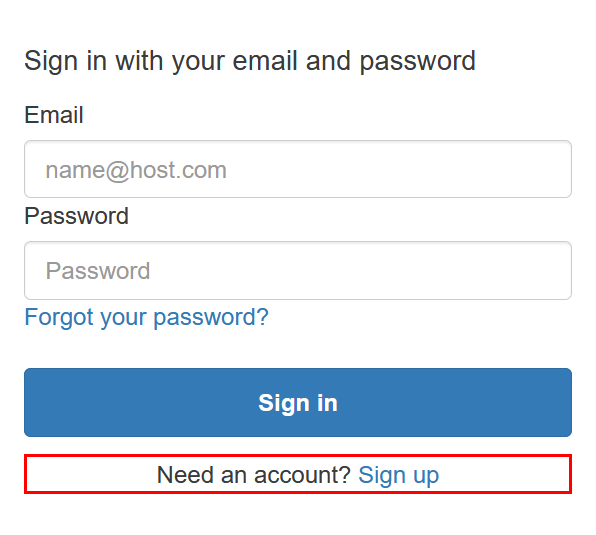 Sign in with your email and password
Email
name@host.com
Password
Password
Forgot your password?
Sign in
Need an account? Sign up